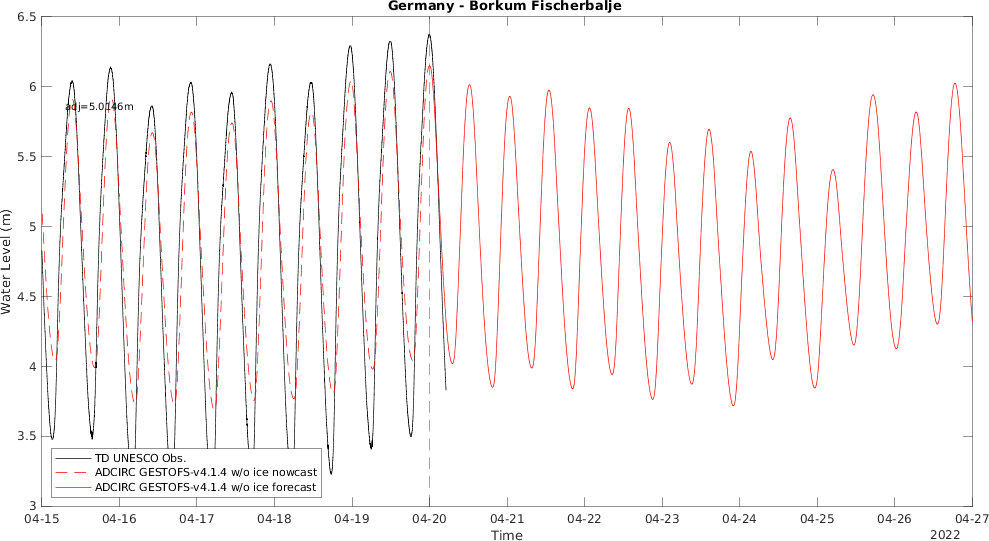 Germany - Borkum Fischerbalje
6.5
6
5.5
5
4.5
4
3.5
3
Water Level (m)
adj=5.0146m
TD UNESCO Obs.
ADCIRC GESTOFS-v4.1.4 w/o ice nowcast
ADCIRC GESTOFS-v4.1.4 w/o ice forecast
04-15 04-16 04-17 04-18 04-19 04-20 04-21 04-22 04-23 04-24 04-25 04-26 04-27
Time
2022